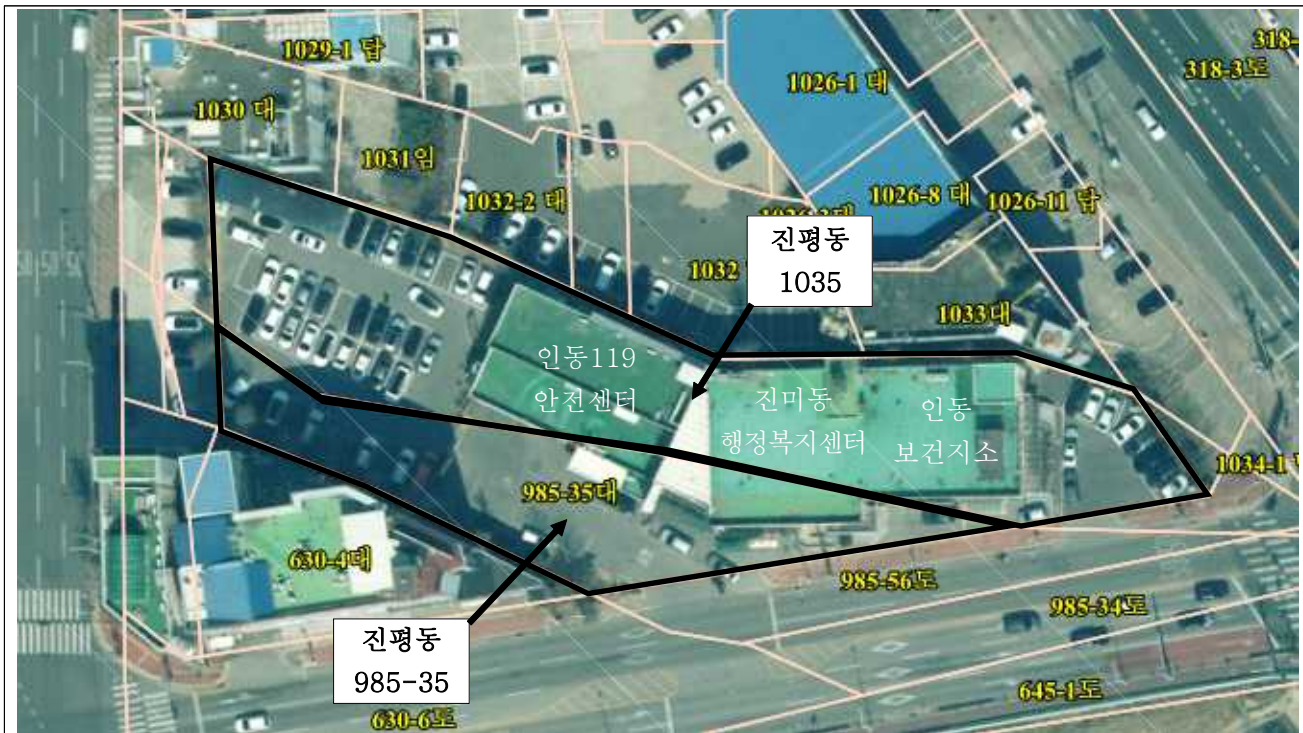 1029-1 답
318-
318-3도
1026-1 대
1030 대
1031임
1032-2 대
1026-8 대
1026-11 답
진평동
1035
1032
1033대
인동119
안전센터
진미동
행정복지센터
인동
보건지소
1034-1
985-35대
630-4대
985-56도
985-34도
진평동
985-35
645-1도
630-6도